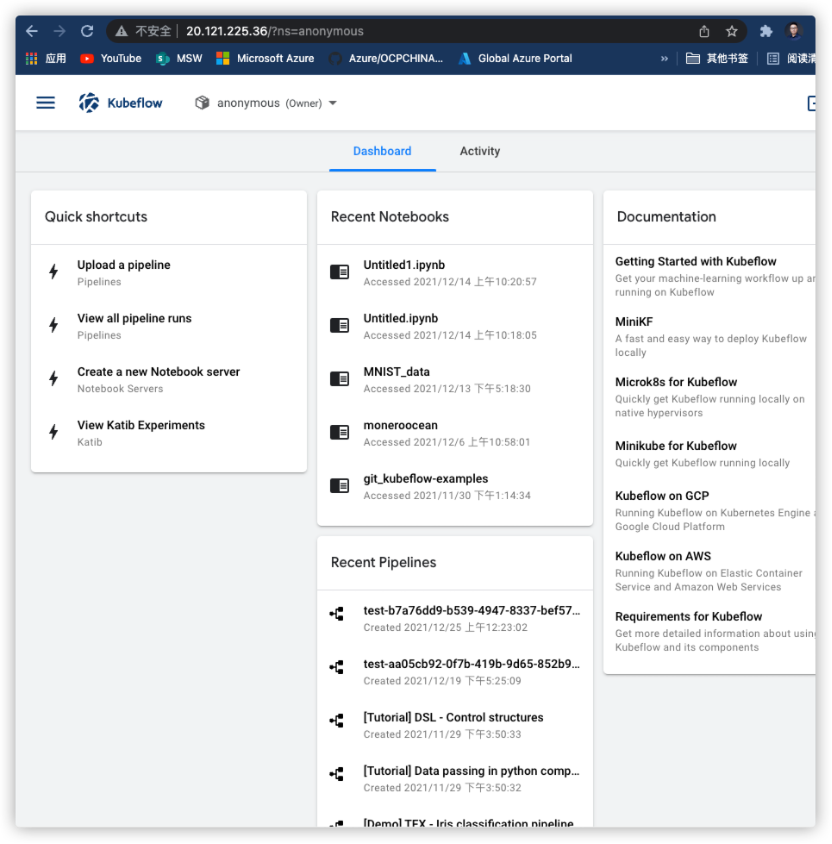 不安全 20.121.225.36/?ns=anonymous
应用 YouTube MSW Microsoft Azure Azure/OCPCHINA... Global Azure Portal » 其他书签 阅读清
Kubeflow anonymous (Owner)
Dashboard Activity
Quick shortcuts
Upload a pipeline
Pipelines
View all pipeline runs
Pipelines
Create a new Notebook server
Notebook Servers
View Katib Experiments
Katib
Recent Notebooks
Untitled1.ipynb
Accessed 2021/12/14 上午10:20:57
Untitled.ipynb
Accessed 2021/12/14 上午10:18:05
MNIST_data
Accessed 2021/12/13 下午5:18:30
moneroocean
Accessed 2021/12/6 上午10:58:01
git_kubeflow-examples
Accessed 2021/11/30 下午1:14:34
Recent Pipelines
test-b7a76dd9-b539-4947-8337-bef57...
Created 2021/12/25 上午12:23:02
test-aa05cb92-0f7b-419b-9d65-852b9...
Created 2021/12/19 下午5:25:09
[Tutorial] DSL - Control structures
Created 2021/11/29 下午3:50:33
[Tutorial] Data passing in python comp...
Created 2021/11/29 下午3:50:32
[Demo] TFX - Iris classification pipeline
Documentation
Getting Started with Kubeflow
Get your machine-learning workflow up an
running on Kubeflow
MiniKF
A fast and easy way to deploy Kubeflow
locally
Microk8s for Kubeflow
Quickly get Kubeflow running locally on
native hypervisors
Minikube for Kubeflow
Quickly get Kubeflow running locally
Kubeflow on GCP
Running Kubeflow on Kubernetes Engine a
Google Cloud Platform
Kubeflow on AWS
Running Kubeflow on Elastic Container
Service and Amazon Web Services
Requirements for Kubeflow
Get more detailed information about using
Kubeflow and its components